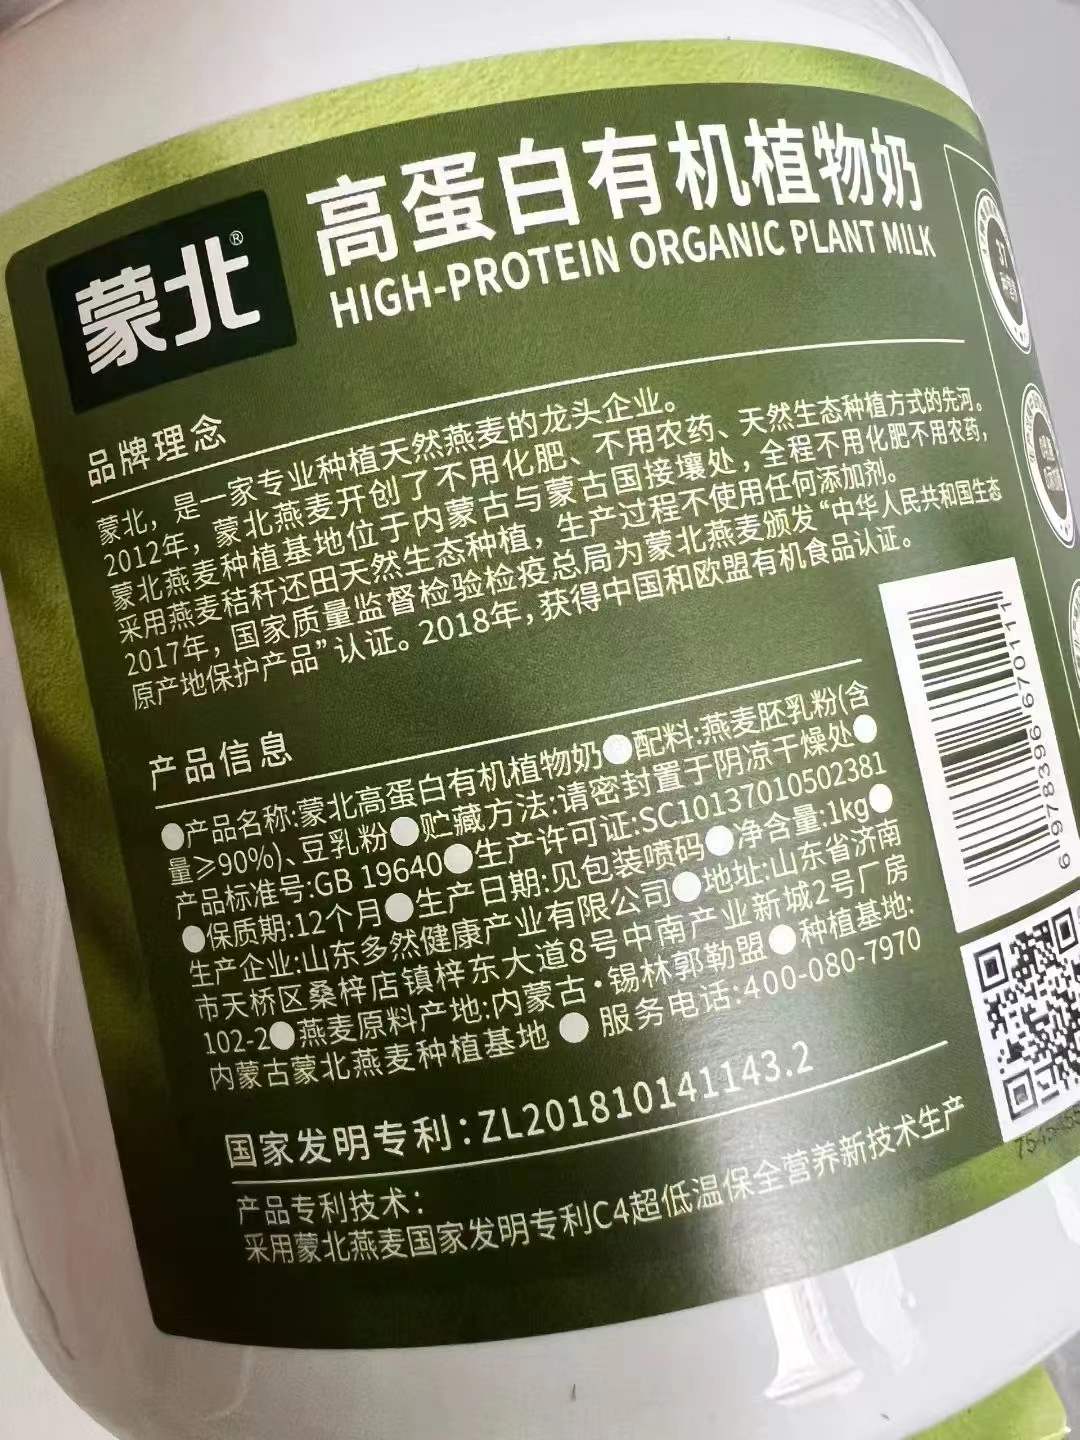 蒙北®
高蛋白有机植物奶
HIGH-PROTEIN ORGANIC PLANT MILK
品牌理念
蒙北，是一家专业种植天然燕麦的龙头企业。
2012年，蒙北燕麦开创了不用化肥、不用农药、天然生态种植方式的先河。
蒙北燕麦种植基地位于内蒙古与蒙古国接壤处，全程不用化肥不用农药，
采用燕麦秸秆还田天然生态种植，生产过程不使用任何添加剂。
2017年，国家质量监督检验检疫总局为蒙北燕麦颁发“中华人民共和国生态
原产地保护产品”认证。2018年，获得中国和欧盟有机食品认证。
产品信息
●产品名称:蒙北高蛋白有机植物奶●配料:燕麦胚乳粉(含
量≥90%)、豆乳粉●贮藏方法:请密封置于阴凉干燥处●
产品标准号:GB 19640●生产许可证:SC10137010502381
●保质期:12个月●生产日期:见包装喷码●净含量:1kg●
生产企业:山东多然健康产业有限公司●地址:山东省济南
市天桥区桑梓店镇梓东大道8号中南产业新城2号厂房
102-2●燕麦原料产地:内蒙古·锡林郭勒盟●种植基地:
内蒙古蒙北燕麦种植基地●服务电话:400-080-7970
国家发明专利:ZL201810141143.2
产品专利技术:
采用蒙北燕麦国家发明专利C4超低温保全营养新技术生产
6 978396 670111